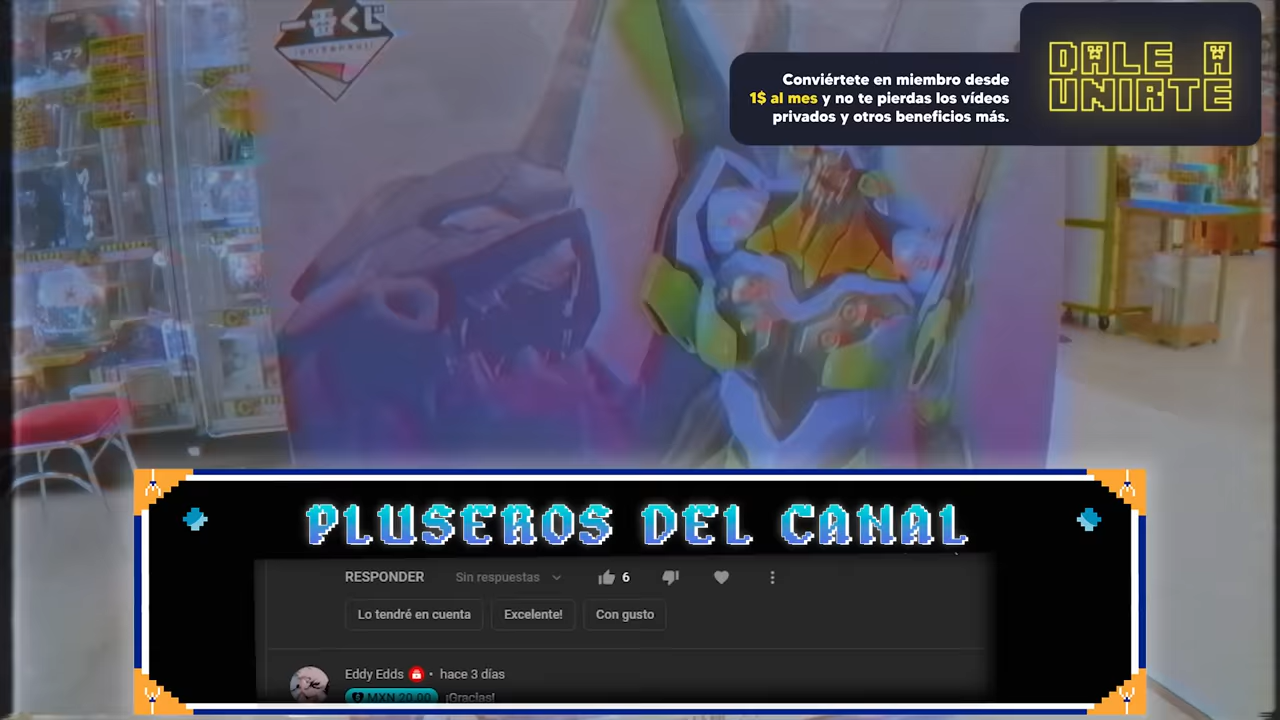 一番くじ
Conviértete en miembro desde
1$ al mes y no te pierdas los vídeos
privados y otros beneficios más.
DALE A
UNIRTE
PLUSEROS DEL CANAL
RESPONDER Sin respuestas 6
Lo tendré en cuenta Excelente! Con gusto
Eddy Edds • hace 3 días
MXN 20.00 ¡Gracias!